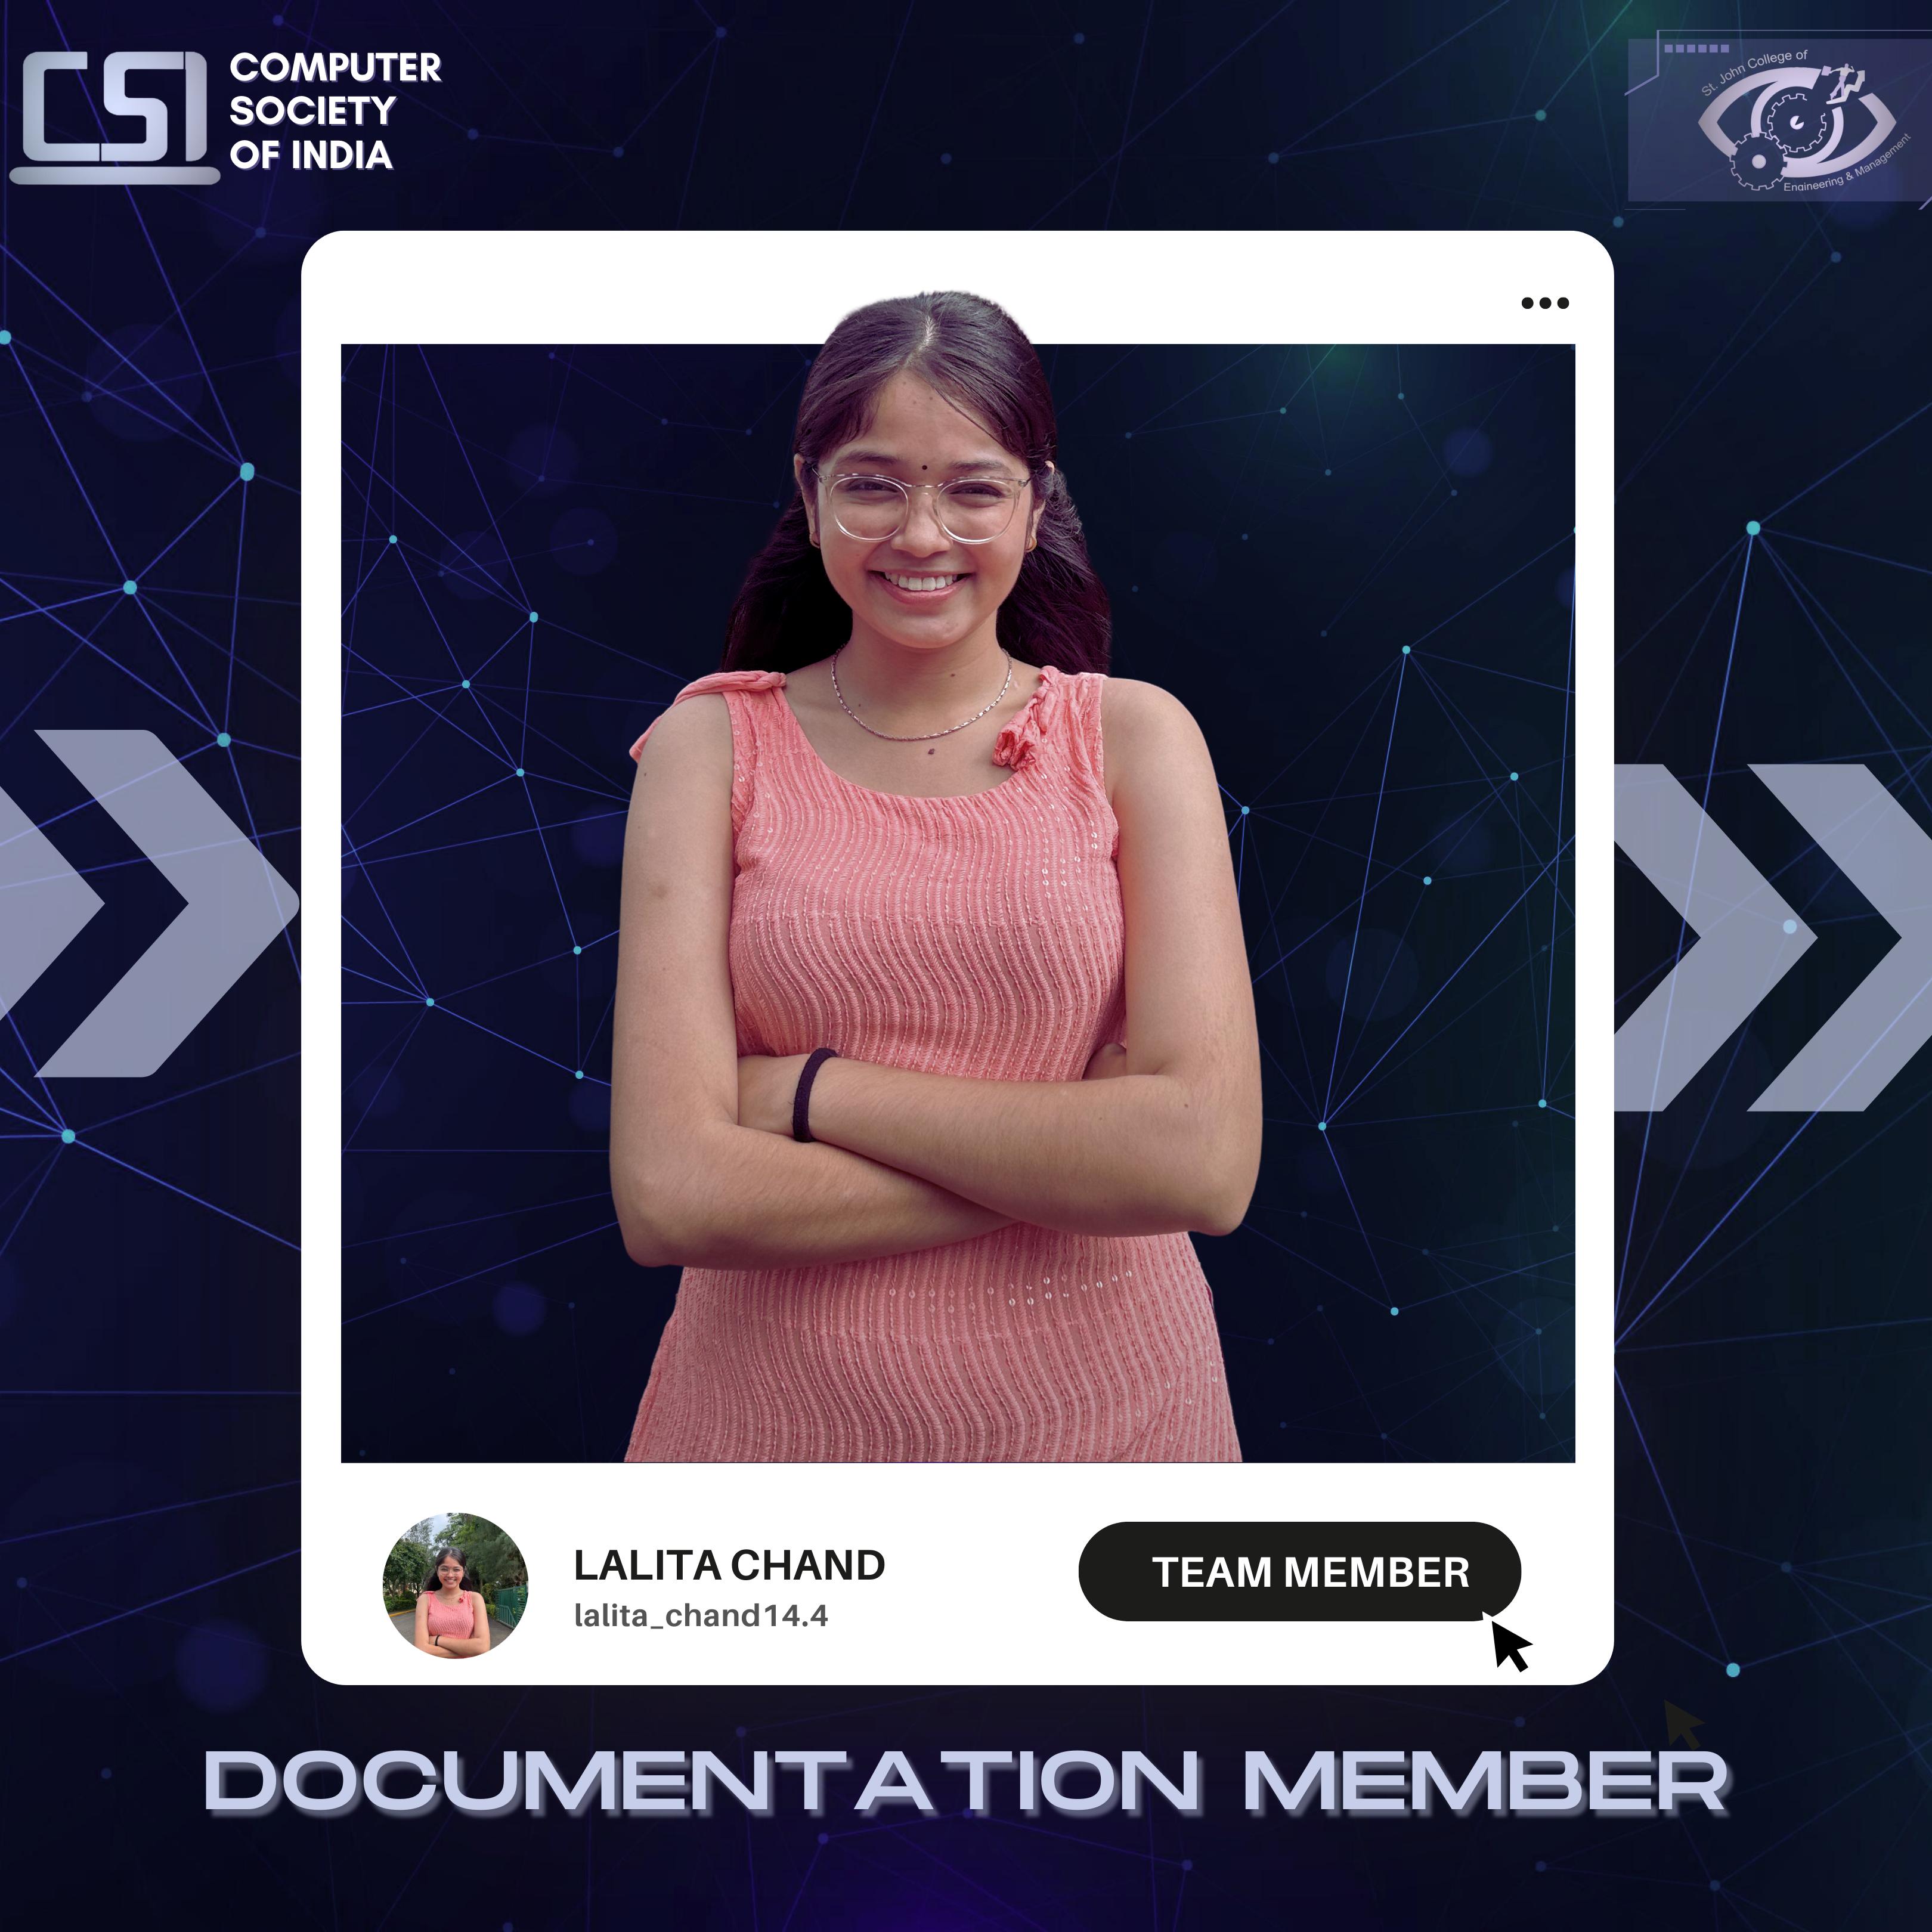 CSI
COMPUTER
SOCIETY
OF INDIA
St. John College of
Engineering & Management
LALITA CHAND
lalita_chand14.4
TEAM MEMBER
DOCUMENTATION MEMBER